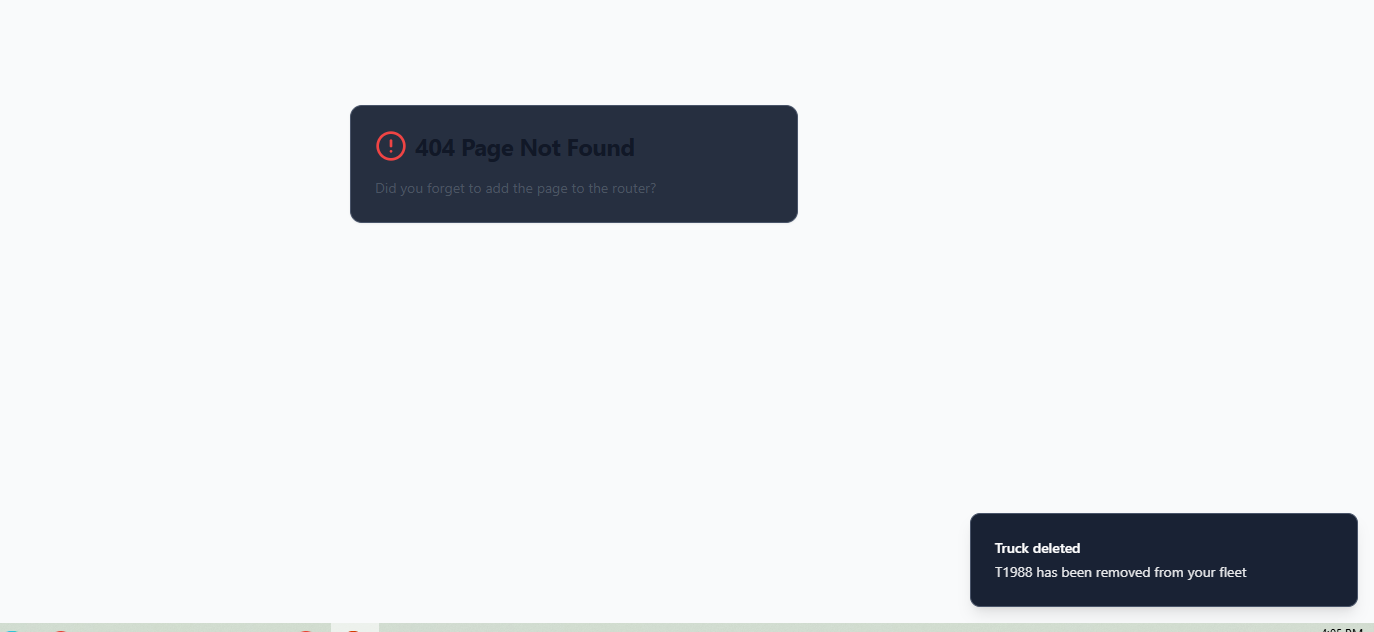 404 Page Not Found
Did you forget to add the page to the router?
Truck deleted
T1988 has been removed from your fleet